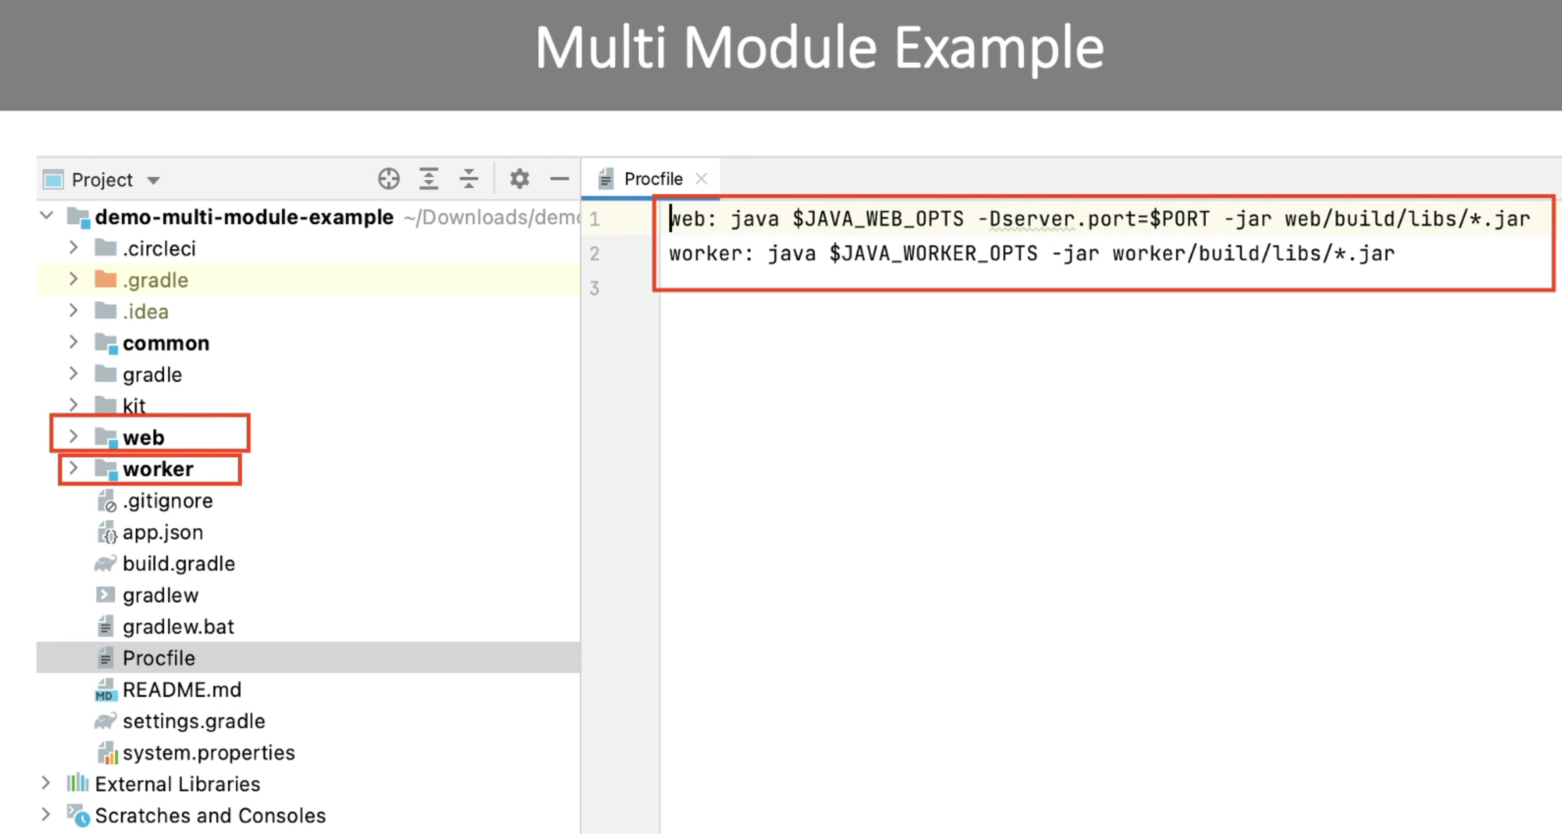 Multi Module Example
Project
demo-multi-module-example ~/Downloads/demo
.circleci
.gradle
.idea
common
gradle
kit
web
worker
.gitignore
app.json
build.gradle
gradlew
gradlew.bat
Procfile
README.md
settings.gradle
system.properties
External Libraries
Scratches and Consoles
Procfile
1 web: java $JAVA_WEB_OPTS -Dserver.port=$PORT -jar web/build/libs/*.jar
2 worker: java $JAVA_WORKER_OPTS -jar worker/build/libs/*.jar
3